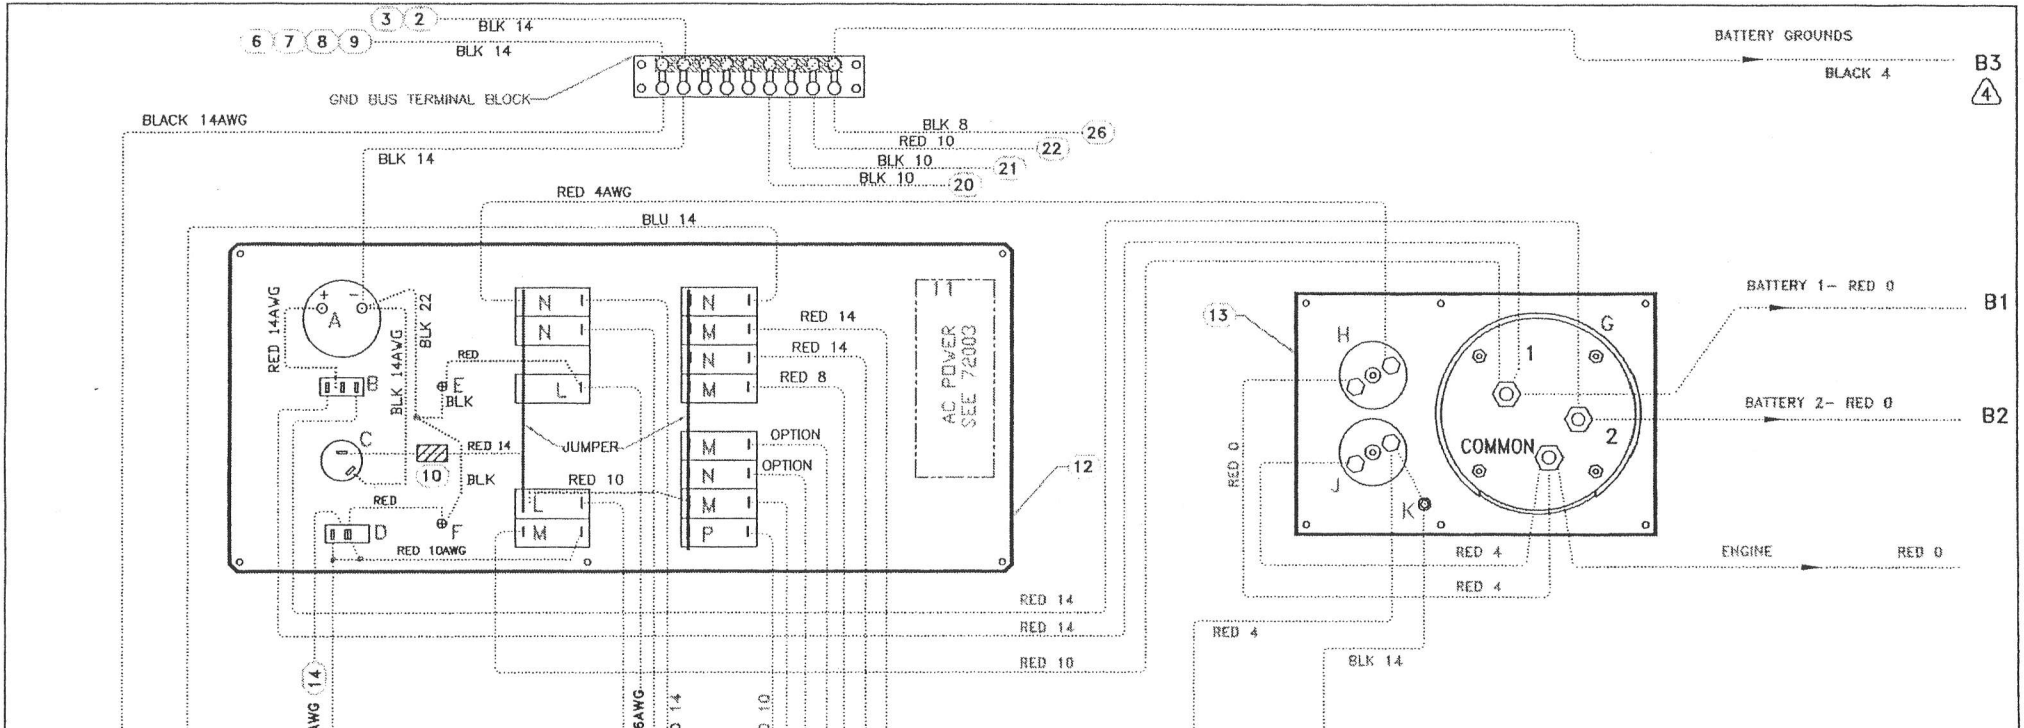 3 2
BLK 14
6 7 8 9
BLK 14
BATTERY GROUNDS
B3
BLACK 4
4
GND BUS TERMINAL BLOCK
BLACK 14AWG
BLK 14
BLK 8
26
RED 10
22
BLK 10
21
BLK 10
20
RED 4AWG
BLU 14
RED 14AWG
+ −
A
BLK 22
BLK 14AWG
B
RED
E
BLK
C
10
RED 14
BLK
RED
D
F
RED 10AWG
N
N
L
JUMPER
RED 10
L
M
N
M
N
M
M
N
M
P
RED 14
RED 14
RED 8
OPTION
OPTION
11
AC POWER
SEE 72003
12
13
H
J
K
G
1
2
COMMON
BATTERY 1- RED 0
B1
BATTERY 2- RED 0
B2
RED 0
RED 4
ENGINE
RED 0
RED 4
RED 14
RED 14
RED 10
RED 4
BLK 14
14